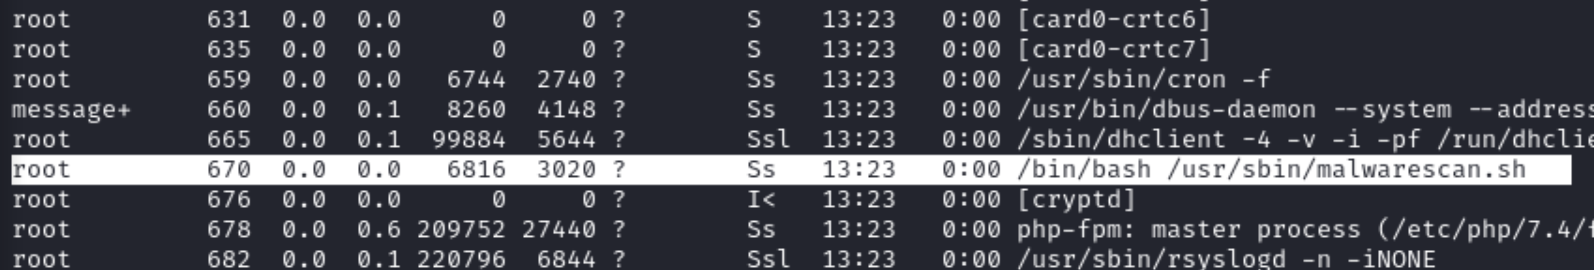 root 631 0.0 0.0 0 0 ? S 13:23 0:00 [card0-crtc6]
root 635 0.0 0.0 0 0 ? S 13:23 0:00 [card0-crtc7]
root 659 0.0 0.0 6744 2740 ? Ss 13:23 0:00 /usr/sbin/cron -f
message+ 660 0.0 0.1 8260 4148 ? Ss 13:23 0:00 /usr/bin/dbus-daemon --system --address
root 665 0.0 0.1 99884 5644 ? Ssl 13:23 0:00 /sbin/dhclient -4 -v -i -pf /run/dhclie
root 670 0.0 0.0 6816 3020 ? Ss 13:23 0:00 /bin/bash /usr/sbin/malwarescan.sh
root 676 0.0 0.0 0 0 ? I< 13:23 0:00 [cryptd]
root 678 0.0 0.6 209752 27440 ? Ss 13:23 0:00 php-fpm: master process (/etc/php/7.4/f
root 682 0.0 0.1 220796 6844 ? Ssl 13:23 0:00 /usr/sbin/rsyslogd -n -iNONE